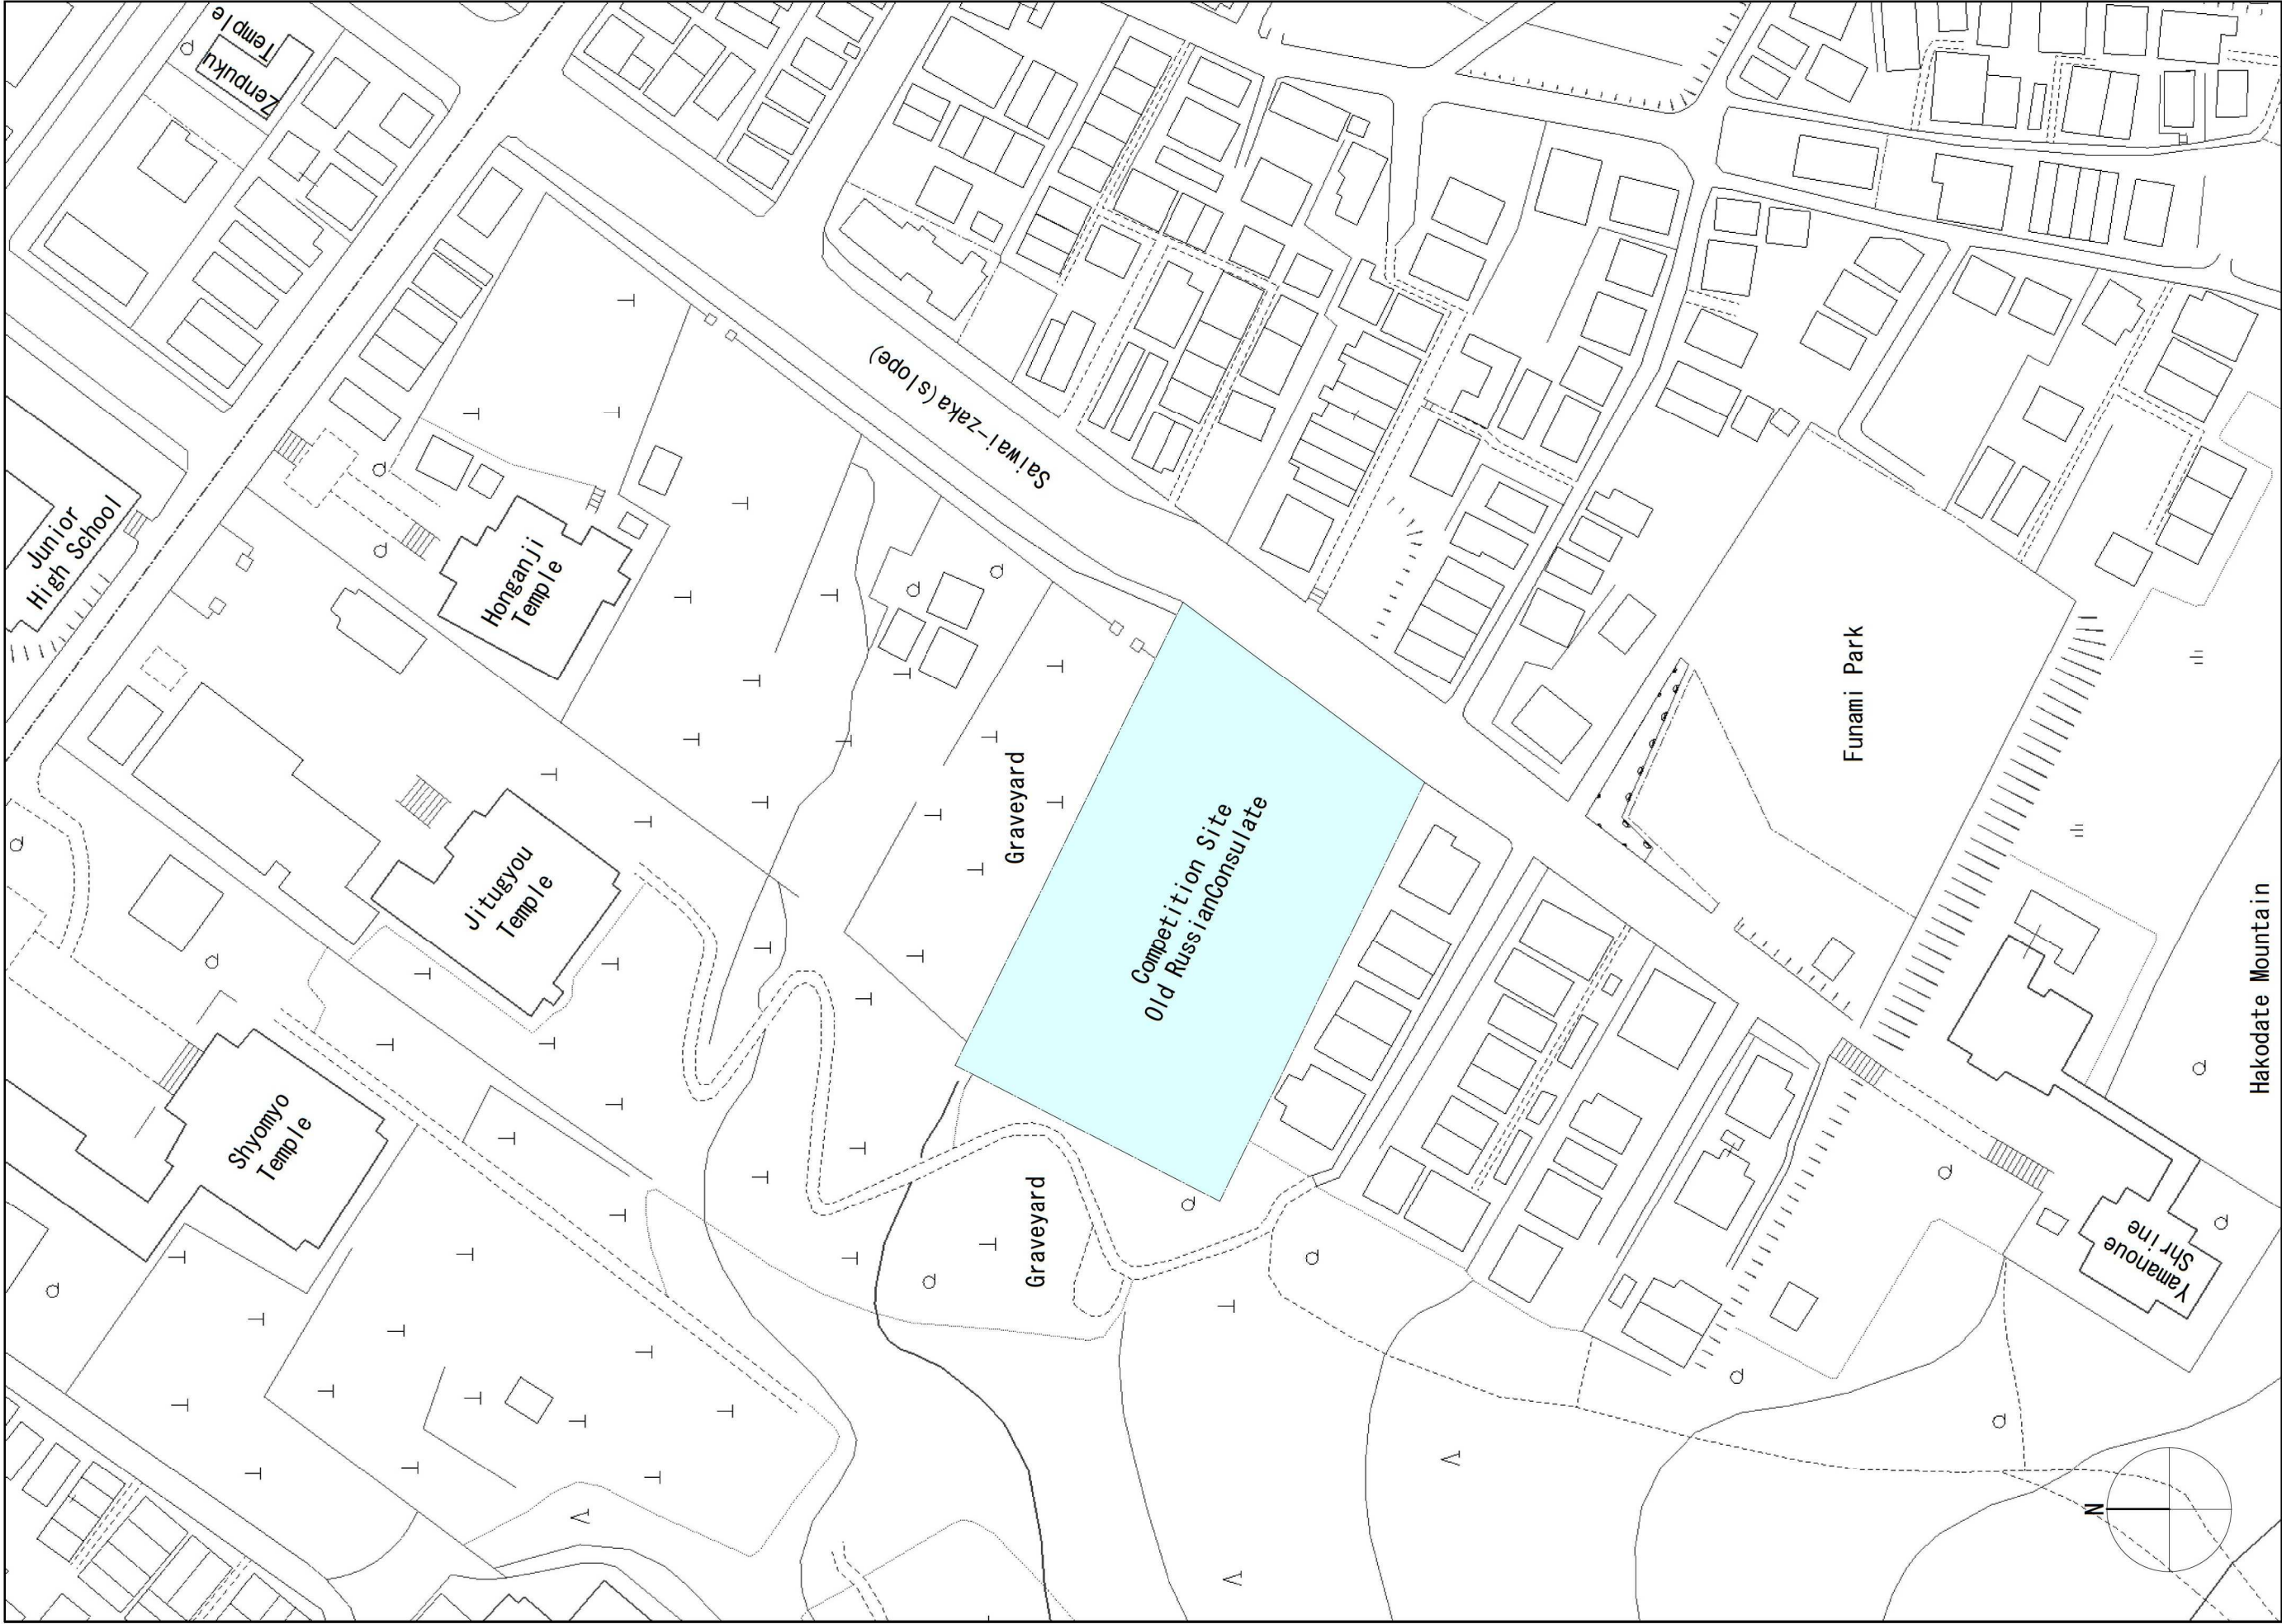 Zenpuku
Temple
Junior
High School
Saiwai-zaka(slope)
Honganji
Temple
Jitugyou
Temple
Graveyard
Competition Site
Old RussianConsulate
Funami Park
Shyomyo
Temple
Graveyard
Hakodate Mountain
Yamanoue
Shrine
N